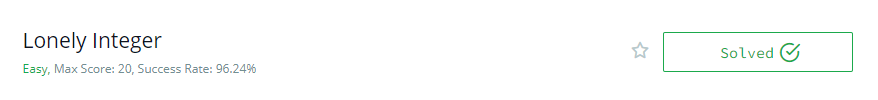 Lonely Integer
Solved
Easy, Max Score: 20, Success Rate: 96.24%